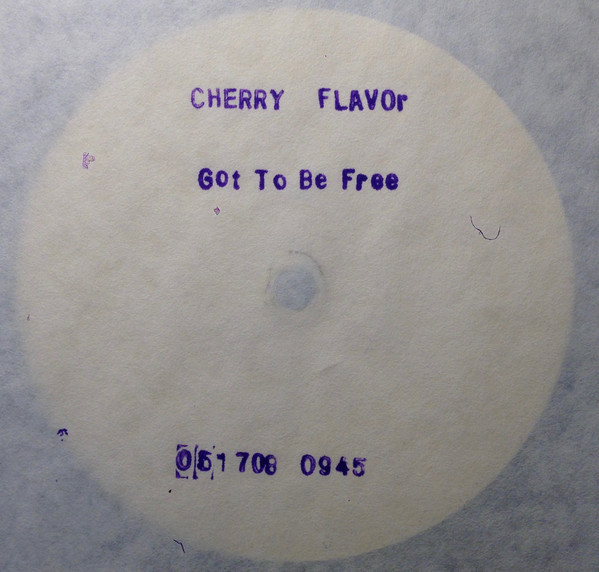 CHERRY FLAVOr
Got To Be Free
051708 0945